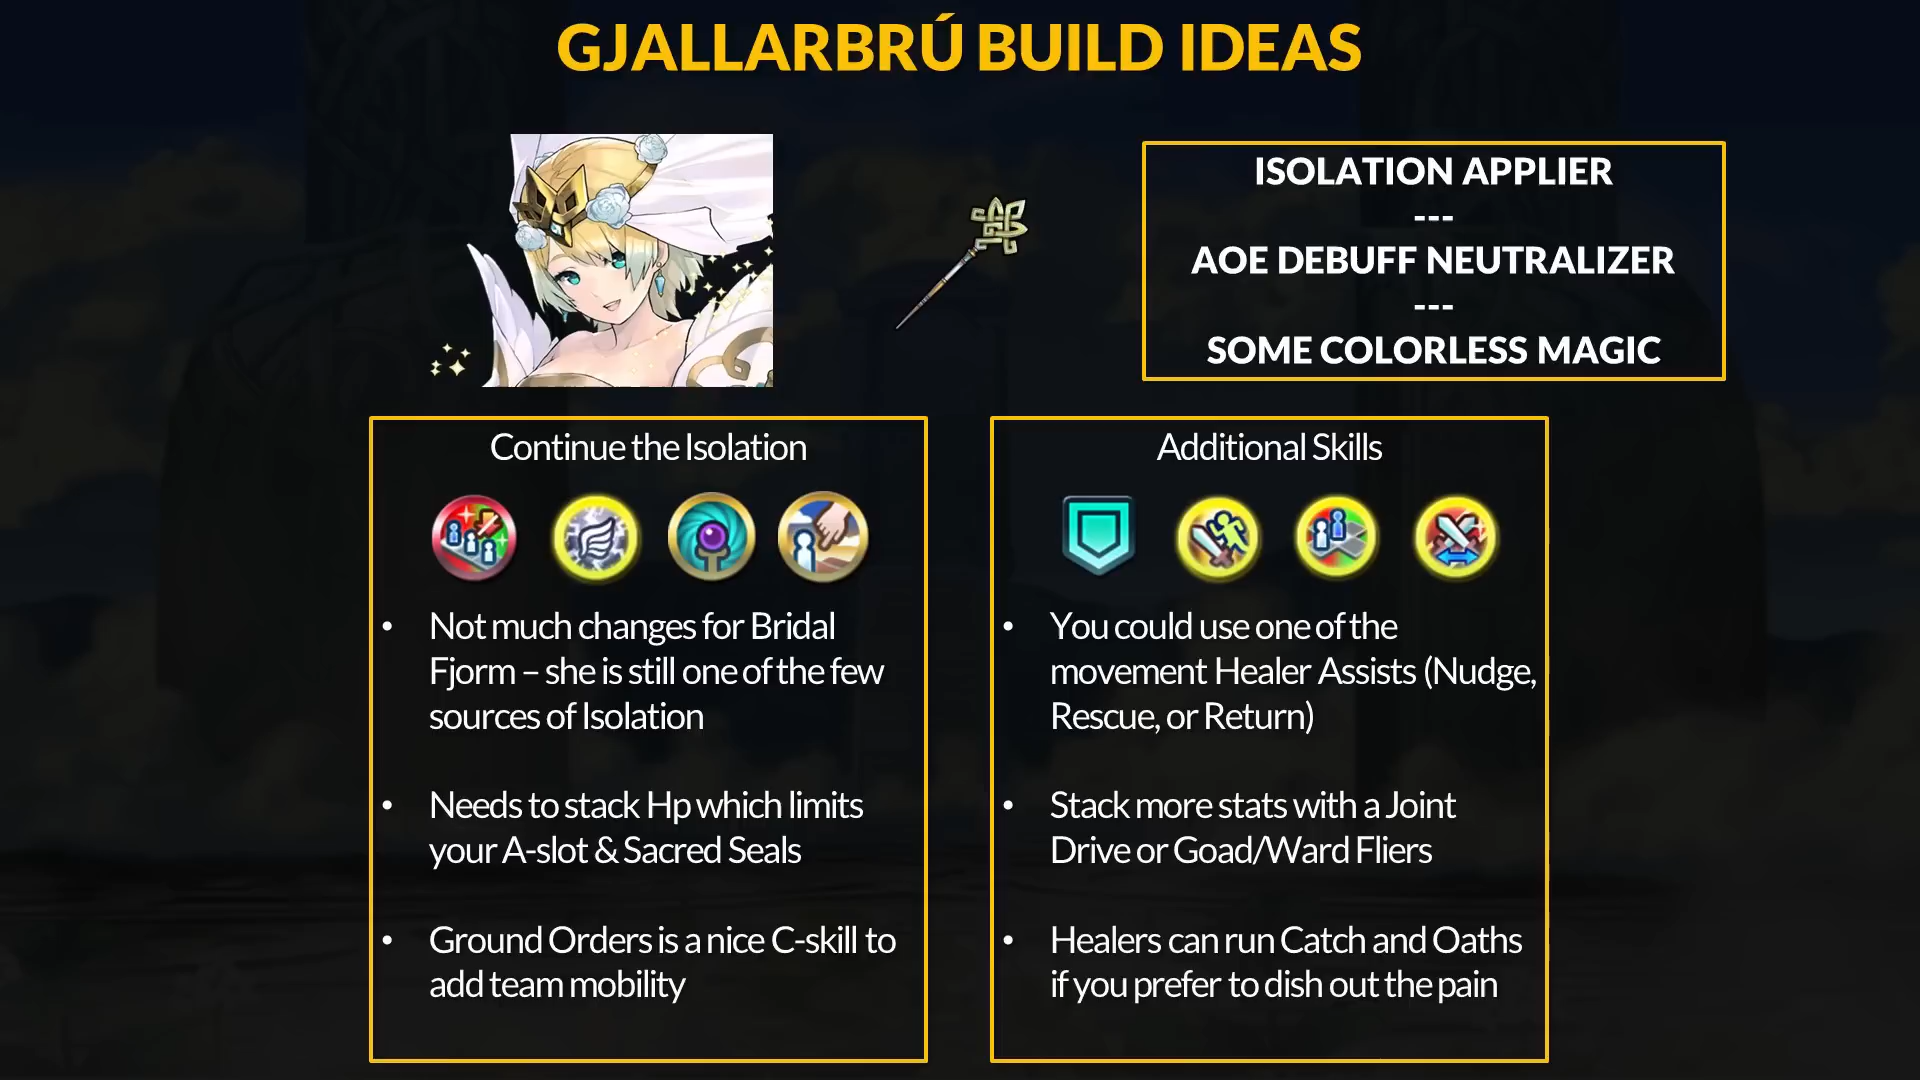 GJALLARBRÚ BUILD IDEAS
ISOLATION APPLIER
---
AOE DEBUFF NEUTRALIZER
---
SOME COLORLESS MAGIC
Continue the Isolation
• Not much changes for Bridal
Fjorm – she is still one of the few
sources of Isolation
• Needs to stack Hp which limits
your A-slot & Sacred Seals
• Ground Orders is a nice C-skill to
add team mobility
Additional Skills
• You could use one of the
movement Healer Assists (Nudge,
Rescue, or Return)
• Stack more stats with a Joint
Drive or Goad/Ward Fliers
• Healers can run Catch and Oaths
if you prefer to dish out the pain